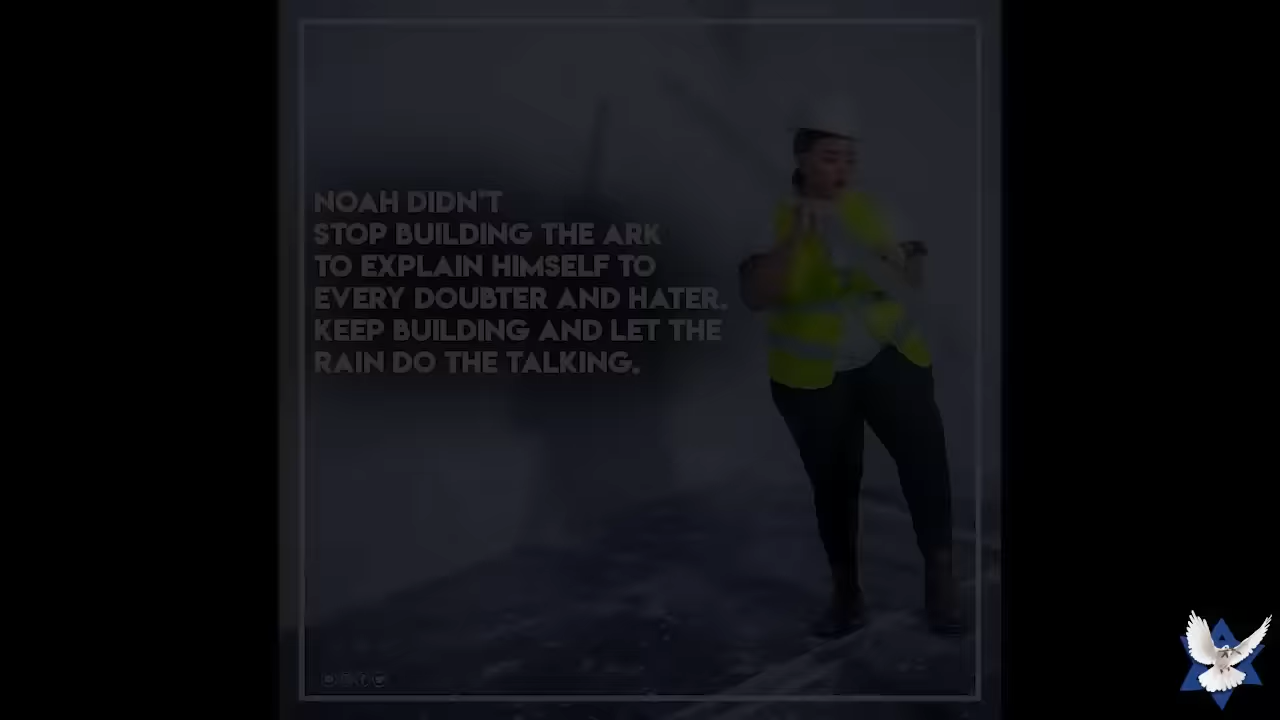 NOAH DIDN'T
STOP BUILDING THE ARK
TO EXPLAIN HIMSELF TO
EVERY DOUBTER AND HATER.
KEEP BUILDING AND LET THE
RAIN DO THE TALKING.